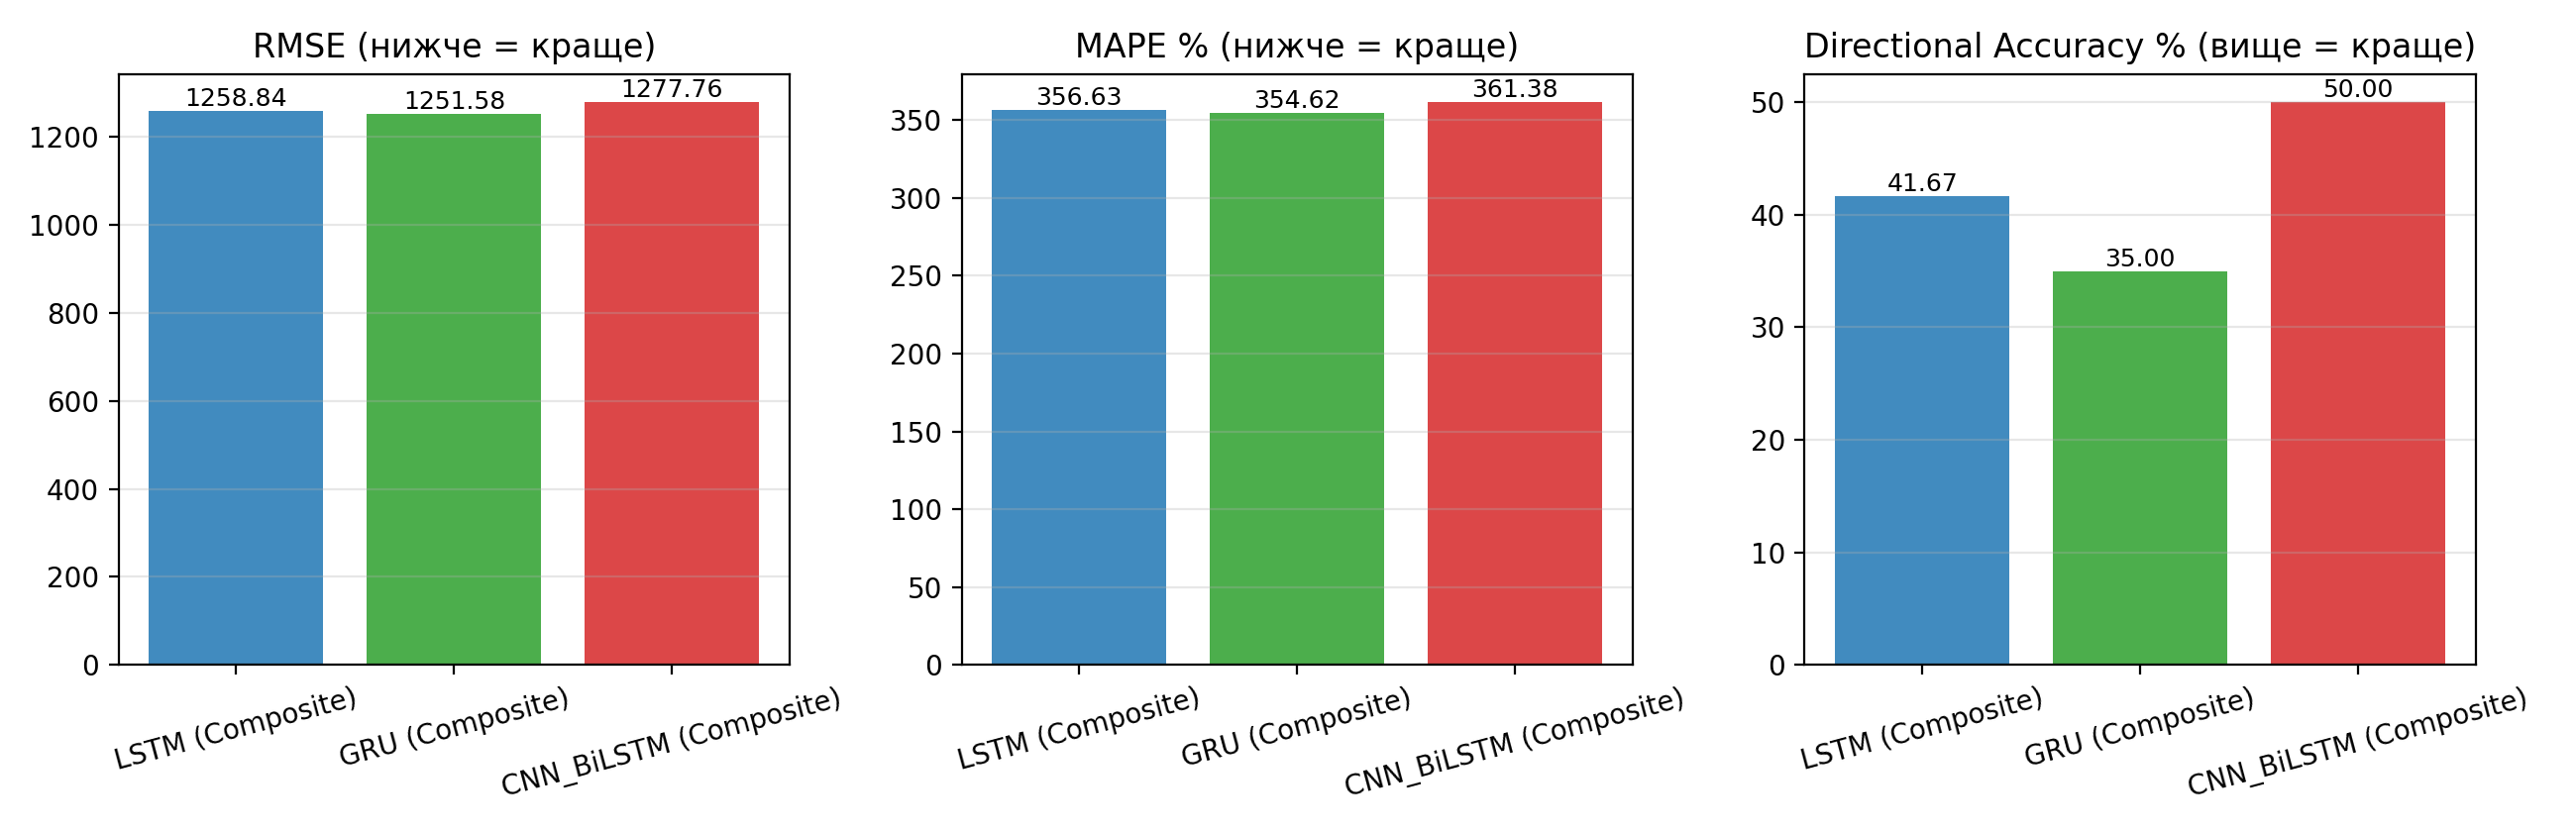 RMSE (нижче = краще)
1258.84
1251.58
1277.76
1200
1000
800
600
400
200
0
LSTM (Composite)
GRU (Composite)
CNN_BiLSTM (Composite)
MAPE % (нижче = краще)
356.63
354.62
361.38
350
300
250
200
150
100
50
0
LSTM (Composite)
GRU (Composite)
CNN_BiLSTM (Composite)
Directional Accuracy % (вище = краще)
41.67
35.00
50.00
50
40
30
20
10
0
LSTM (Composite)
GRU (Composite)
CNN_BiLSTM (Composite)